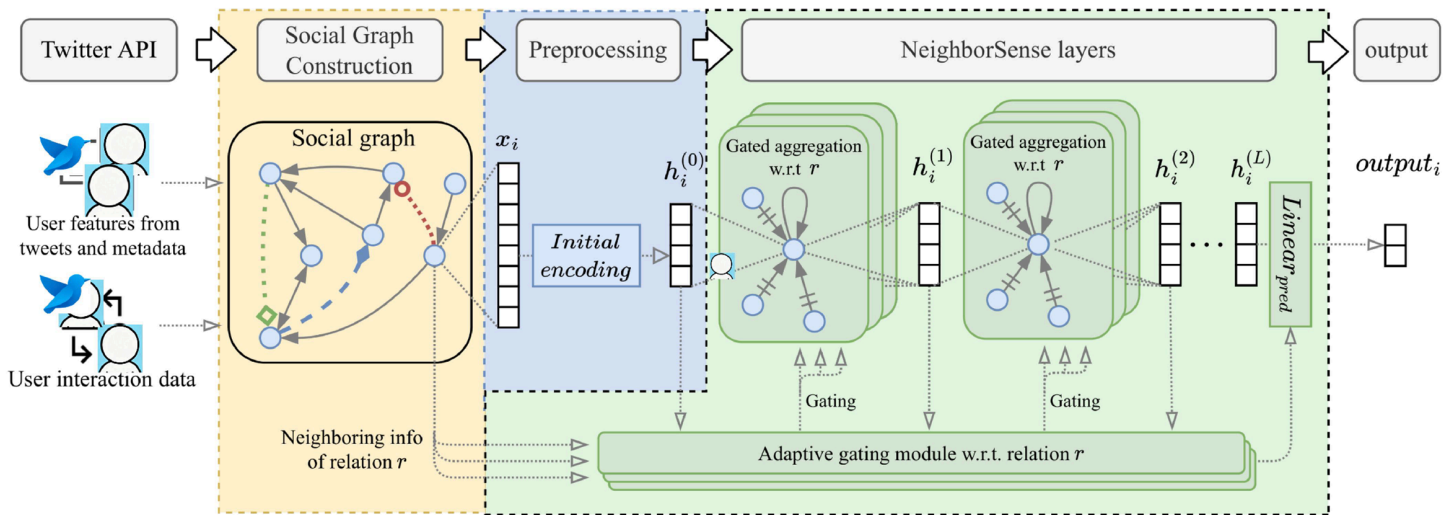 Twitter API
Social Graph
Construction
Preprocessing
NeighborSense layers
output
User features from
tweets and metadata
User interaction data
Social graph
Neighboring info
of relation r
x_i
Initial
encoding
h_i^{(0)}
Gated aggregation
w.r.t r
h_i^{(1)}
Gated aggregation
w.r.t r
h_i^{(2)}
h_i^{(L)}
Linear_{pred}
output_i
Gating
Gating
Adaptive gating module w.r.t. relation r